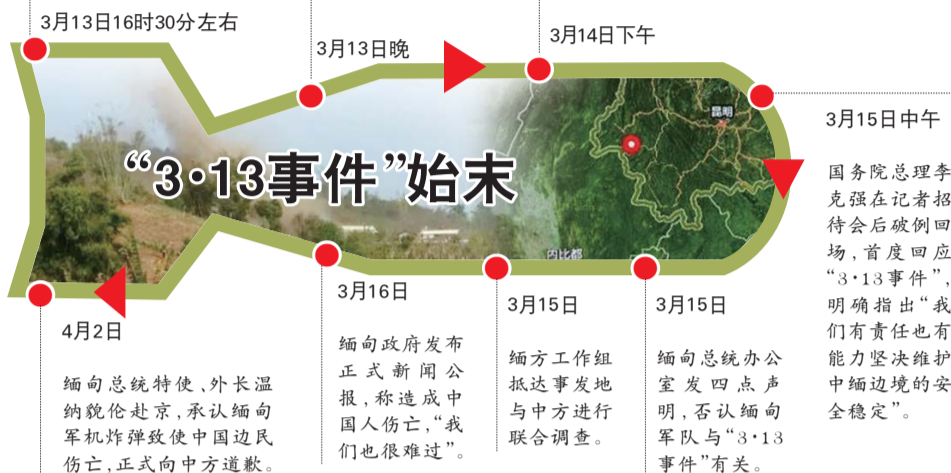 3月13日16时30分左右
3月13日晚
3月14日下午
3月15日中午
国务院总理李
克强在记者招
待会后破例回
场,首度回应
“3·13事件”,
明确指出“我
们有责任也有
能力坚决维护
中缅边境的安
全稳定”。
昆明
“3·13事件”始末
内比都
3月15日
缅甸总统办公
室发四点声
明,否认缅甸
军队与“3·13
事件”有关。
3月15日
缅方工作组
抵达事发地
与中方进行
联合调查。
3月16日
缅甸政府发布
正式新闻公
报,称造成中
国人伤亡,“我
们也很难过”。
4月2日
缅甸总统特使、外长温
纳貌伦赴京,承认缅甸
军机炸弹致使中国边民
伤亡,正式向中方道歉。